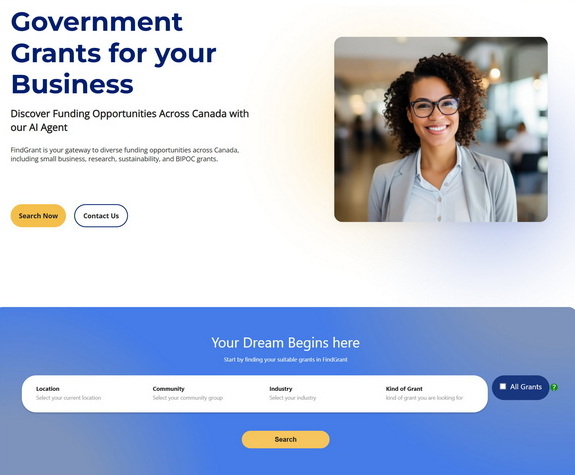 Government
Grants for your
Business
Discover Funding Opportunities Across Canada with
our AI Agent
FindGrant is your gateway to diverse funding opportunities across Canada,
including small business, research, sustainability, and BIPOC grants.
Search Now
Contact Us
Your Dream Begins here
Start by finding your suitable grants in FindGrant
Location
Select your current location
Community
Select your community group
Industry
Select your industry
Kind of Grant
kind of grant you are looking for
All Grants
?
Search